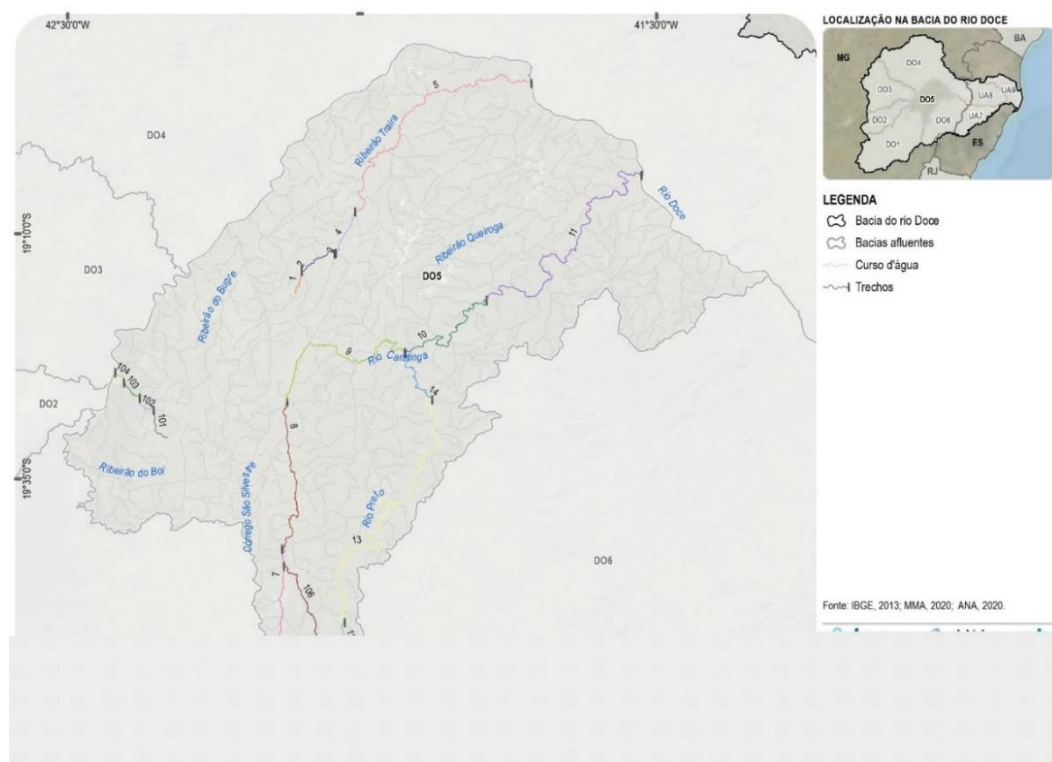 42°30'0"W
41°30'0"W
LOCALIZAÇÃO NA BACIA DO RIO DOCE
BA
MG
DO4
DO3
DO5
UA8
UA9
DO2
DO6
UA7
DO1
ES
RJ
LEGENDA
Bacia do rio Doce
Bacias afluentes
Curso d'água
Trechos
5
DO4
Ribeirão Traíra
Rio Doce
19°10'0"S
4
Ribeirão Queiroga
11
DO3
2
3
1
DO5
Ribeirão do Bugre
10
9
Rio Caratinga
104
103
102
101
14
DO2
8
Ribeirão do Boi
19°35'0"S
Córrego São Silvestre
Rio Preto
13
DO6
7
106
Fonte: IBGE, 2013; MMA, 2020; ANA, 2020.